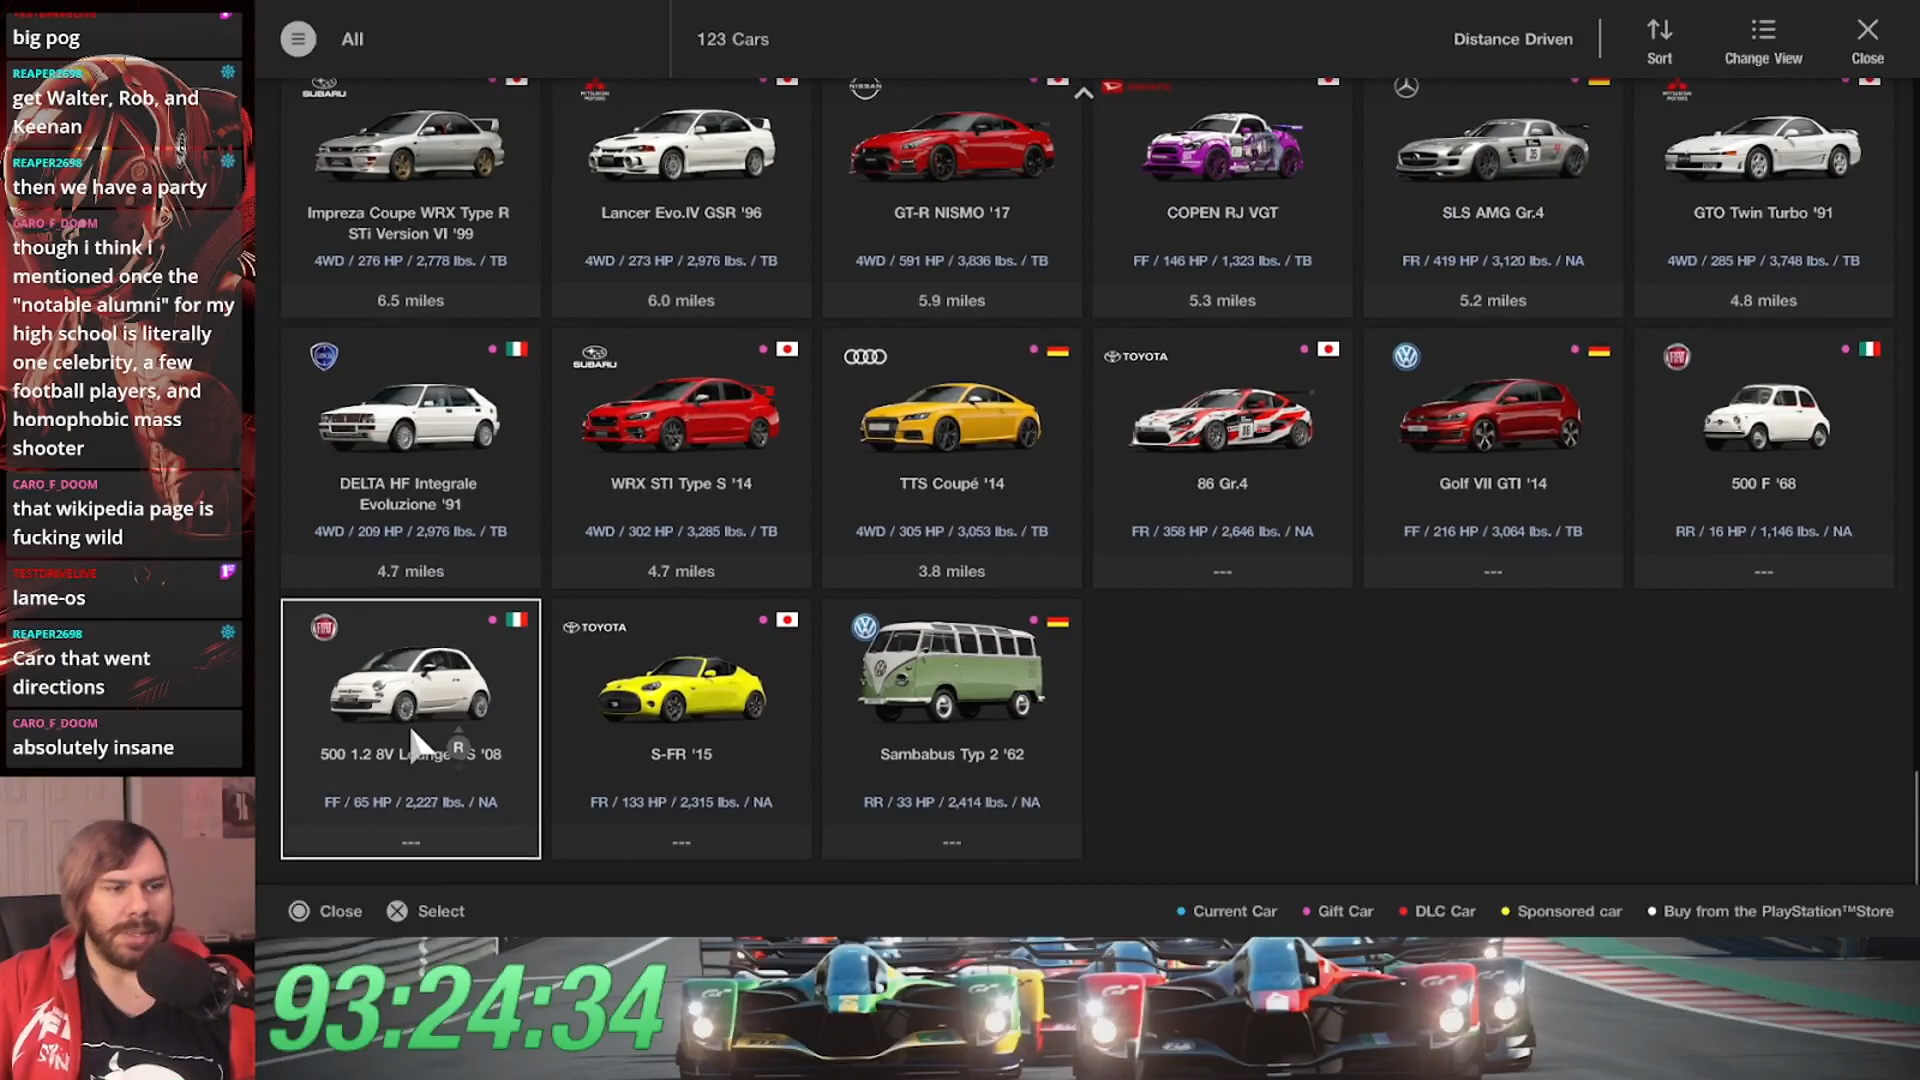 TESTDRIVELIVE
big pog
REAPER2698
get Walter, Rob, and
Keenan
REAPER2698
then we have a party
CARO_F_DOOM
though i think i
mentioned once the
"notable alumni" for my
high school is literally
one celebrity, a few
football players, and
homophobic mass
shooter
CARO_F_DOOM
that wikipedia page is
fucking wild
TESTDRIVELIVE
lame-os
REAPER2698
Caro that went
directions
CARO_F_DOOM
absolutely insane
All
123 Cars
Distance Driven
Sort
Change View
Close
SUBARU
Impreza Coupe WRX Type R
STi Version VI '99
4WD / 276 HP / 2,778 lbs. / TB
6.5 miles
MITSUBISHI
MOTORS
Lancer Evo.IV GSR '96
4WD / 273 HP / 2,976 lbs. / TB
6.0 miles
NISSAN
GT-R NISMO '17
4WD / 591 HP / 3,836 lbs. / TB
5.9 miles
COPEN RJ VGT
FF / 146 HP / 1,323 lbs. / TB
5.3 miles
35
SLS AMG Gr.4
FR / 419 HP / 3,120 lbs. / NA
5.2 miles
MITSUBISHI
MOTORS
GTO Twin Turbo '91
4WD / 285 HP / 3,748 lbs. / TB
4.8 miles
DELTA HF Integrale
Evoluzione '91
4WD / 209 HP / 2,976 lbs. / TB
4.7 miles
SUBARU
WRX STI Type S '14
4WD / 302 HP / 3,285 lbs. / TB
4.7 miles
TTS Coupé '14
4WD / 305 HP / 3,053 lbs. / TB
3.8 miles
TOYOTA
86
86 Gr.4
FR / 358 HP / 2,646 lbs. / NA
---
Golf VII GTI '14
FF / 216 HP / 3,064 lbs. / TB
---
FIAT
500 F '68
RR / 16 HP / 1,146 lbs. / NA
---
FIAT
500 1.2 8V Lounge S '08
FF / 65 HP / 2,227 lbs. / NA
---
R
TOYOTA
S-FR '15
FR / 133 HP / 2,315 lbs. / NA
---
Sambabus Typ 2 '62
RR / 33 HP / 2,414 lbs. / NA
---
Close
Select
Current Car
Gift Car
DLC Car
Sponsored car
Buy from the PlayStation™Store
93:24:34